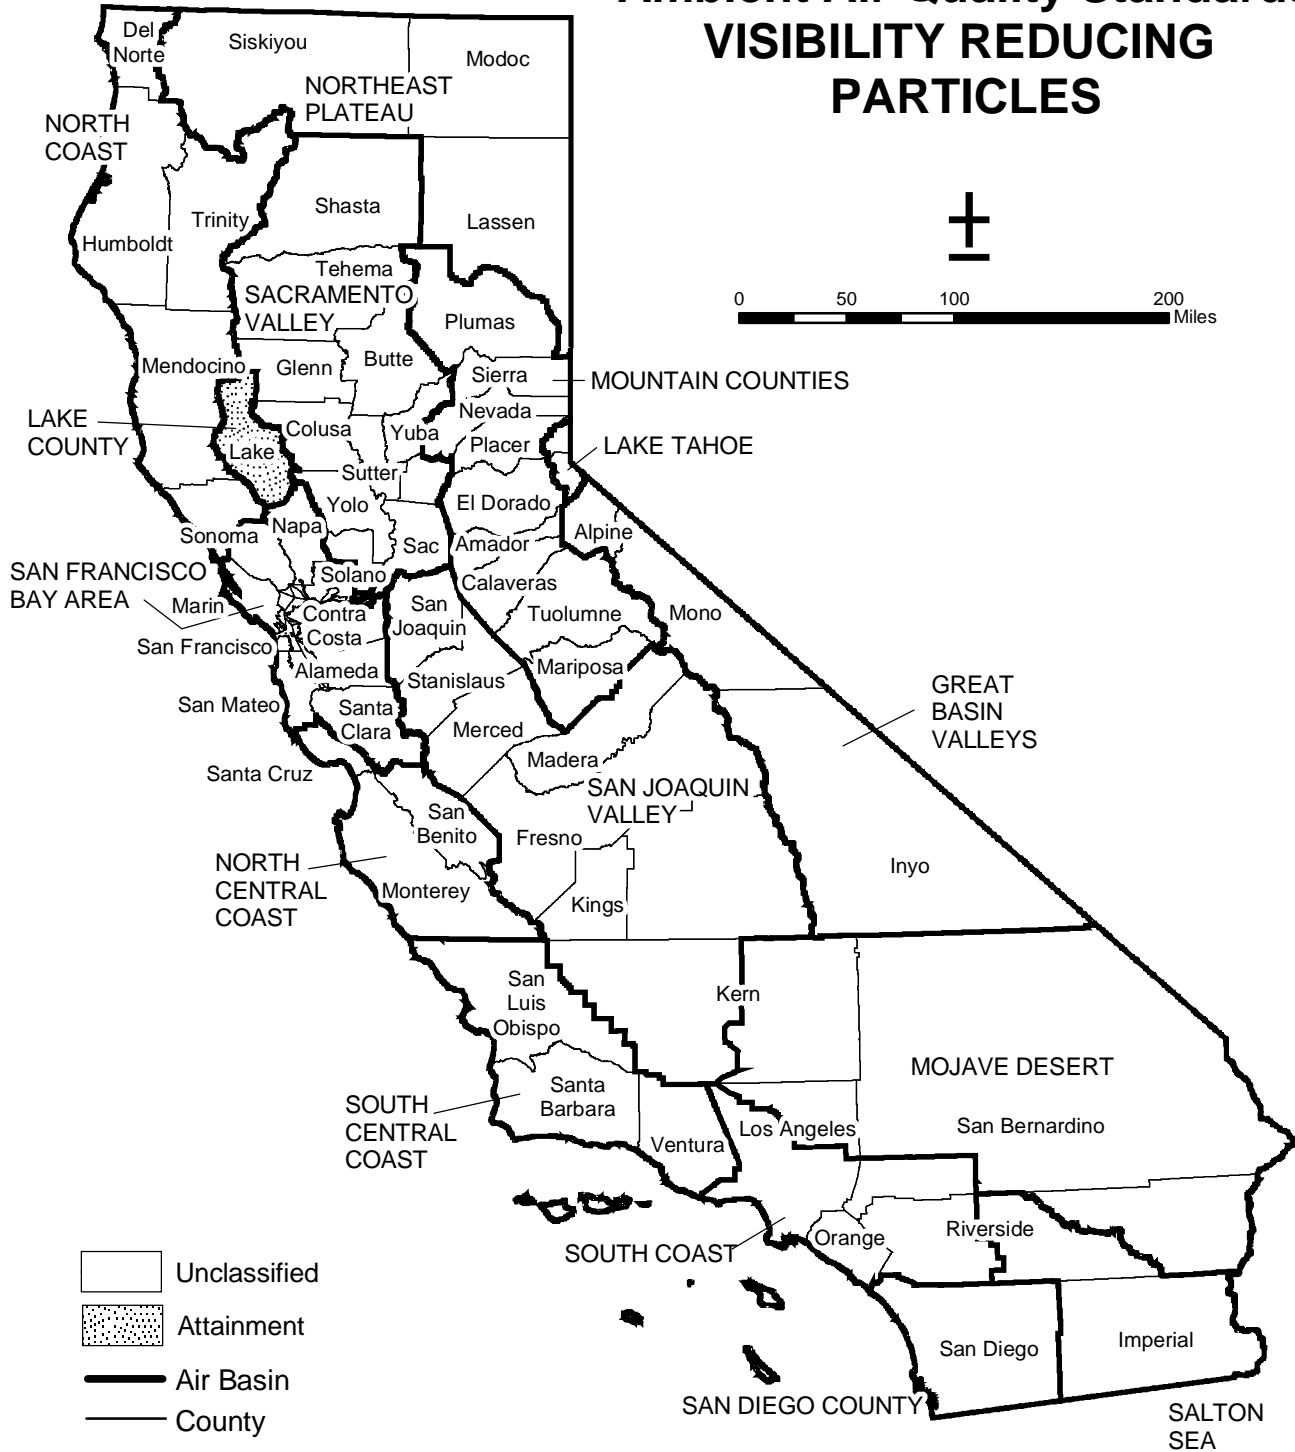 Ambient Air Quality Standards
VISIBILITY REDUCING
PARTICLES
Del
Norte
Siskiyou
Modoc
NORTHEAST
PLATEAU
NORTH
COAST
Shasta
Trinity
Lassen
Humboldt
Tehema
SACRAMENTO
VALLEY
Plumas
0 50 100 200
Miles
Mendocino
Glenn
Butte
Sierra
MOUNTAIN COUNTIES
LAKE
COUNTY
Colusa
Yuba
Nevada
Placer
LAKE TAHOE
Lake
Sutter
Yolo
El Dorado
Napa
Sonoma
Sac
Amador
Alpine
SAN FRANCISCO
BAY AREA
Solano
Calaveras
Marin
Contra
Costa
San
Joaquin
Tuolumne
Mono
San Francisco
Alameda
Stanislaus
Mariposa
GREAT
BASIN
VALLEYS
San Mateo
Santa
Clara
Merced
Madera
Santa Cruz
SAN JOAQUIN
VALLEY
San
Benito
Fresno
NORTH
CENTRAL
COAST
Monterey
Kings
Inyo
San
Luis
Obispo
Kern
MOJAVE DESERT
Santa
Barbara
SOUTH
CENTRAL
COAST
Los Angeles
San Bernardino
Ventura
Orange
Riverside
SOUTH COAST
Unclassified
Attainment
Air Basin
County
San Diego
Imperial
SAN DIEGO COUNTY
SALTON
SEA